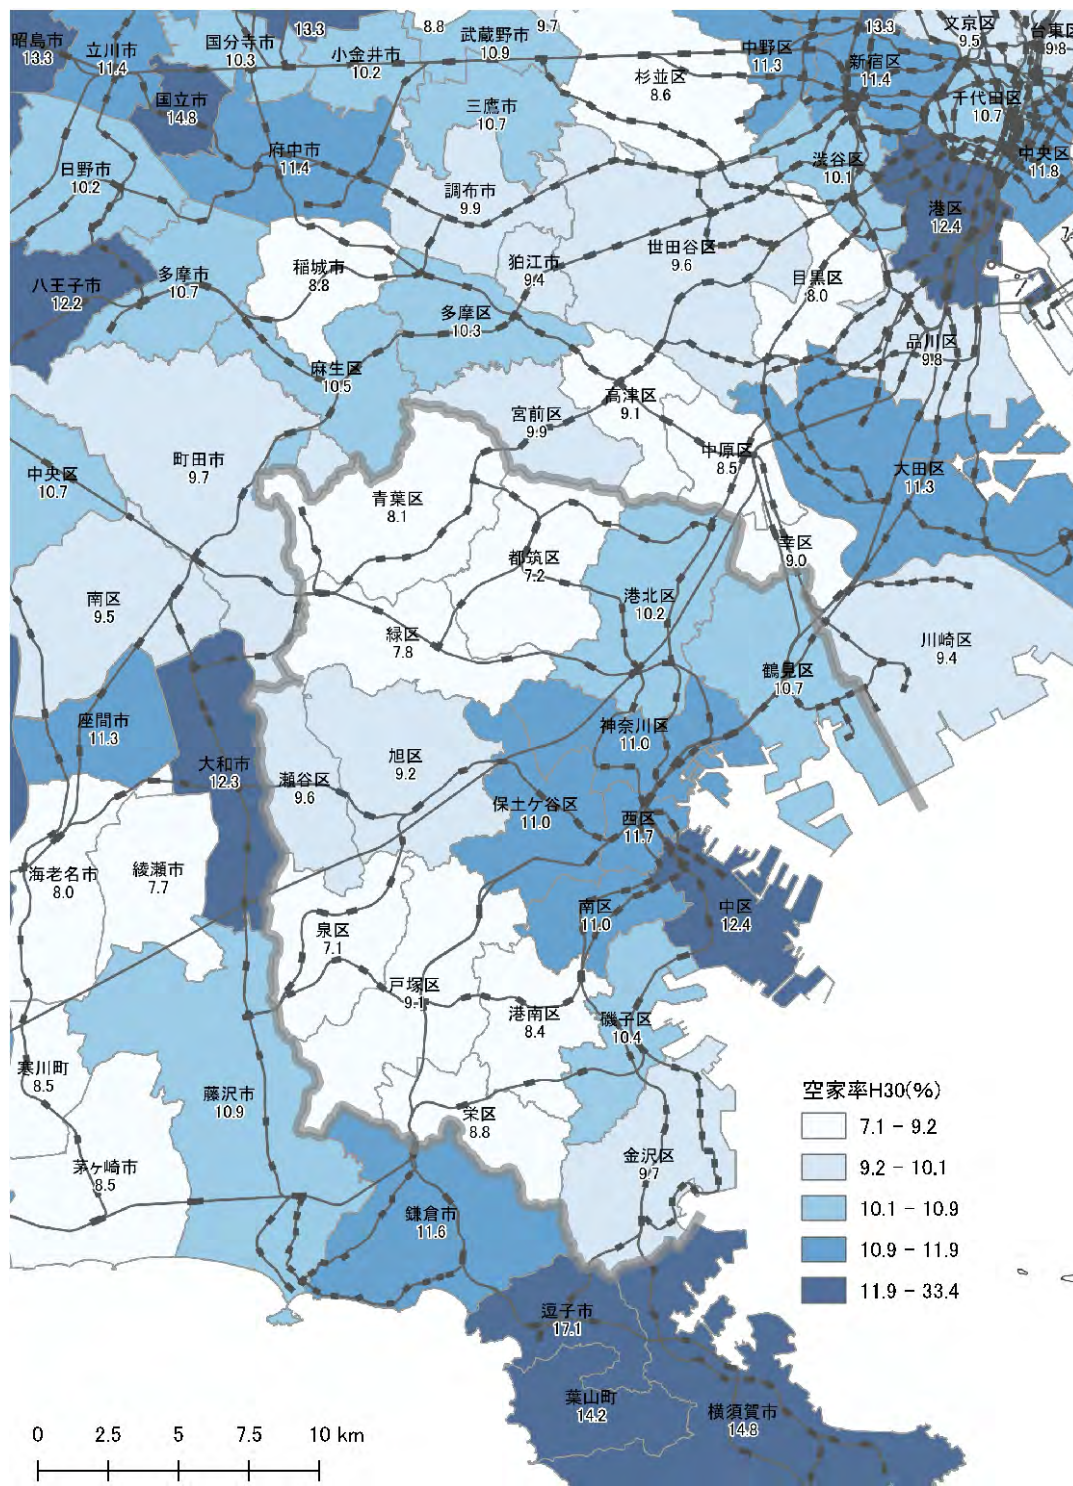 昭島市
13.3
立川市
11.4
国分寺市
10.3
13.3
小金井市
10.2
8.8
武蔵野市
10.9
9.7
杉並区
8.6
中野区
11.3
13.3
新宿区
11.4
文京区
9.5
台東区
9.8
千代田区
10.7
中央区
11.8
国立市
14.8
三鷹市
10.7
府中市
11.4
日野市
10.2
調布市
9.9
渋谷区
10.1
港区
12.4
八王子市
12.2
多摩市
10.7
稲城市
8.8
狛江市
9.4
世田谷区
9.6
目黒区
8.0
多摩区
10.3
品川区
9.8
麻生区
10.5
高津区
9.1
宮前区
9.9
中原区
8.5
大田区
11.3
中央区
10.7
町田市
9.7
青葉区
8.1
都筑区
7.2
幸区
9.0
南区
9.5
港北区
10.2
緑区
7.8
川崎区
9.4
鶴見区
10.7
座間市
11.3
神奈川区
11.0
大和市
12.3
瀬谷区
9.6
旭区
9.2
保土ケ谷区
11.0
西区
11.7
海老名市
8.0
綾瀬市
7.7
南区
11.0
中区
12.4
泉区
7.1
戸塚区
9.1
港南区
8.4
磯子区
10.4
寒川町
8.5
藤沢市
10.9
栄区
8.8
金沢区
9.7
茅ヶ崎市
8.5
鎌倉市
11.6
逗子市
17.1
葉山町
14.2
横須賀市
14.8
空家率H30(%)
7.1 - 9.2
9.2 - 10.1
10.1 - 10.9
10.9 - 11.9
11.9 - 33.4
0 2.5 5 7.5 10 km